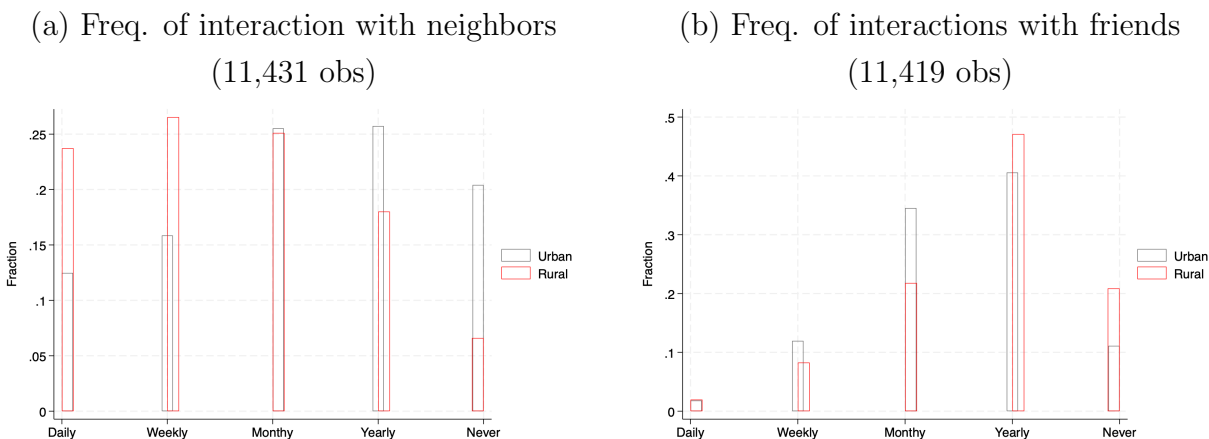 (a) Freq. of interaction with neighbors
(11,431 obs)
.25
.2
.15
.1
.05
0
Fraction
Daily
Weekly
Monthy
Yearly
Never
Urban
Rural
(b) Freq. of interactions with friends
(11,419 obs)
.5
.4
.3
.2
.1
0
Fraction
Daily
Weekly
Monthy
Yearly
Never
Urban
Rural